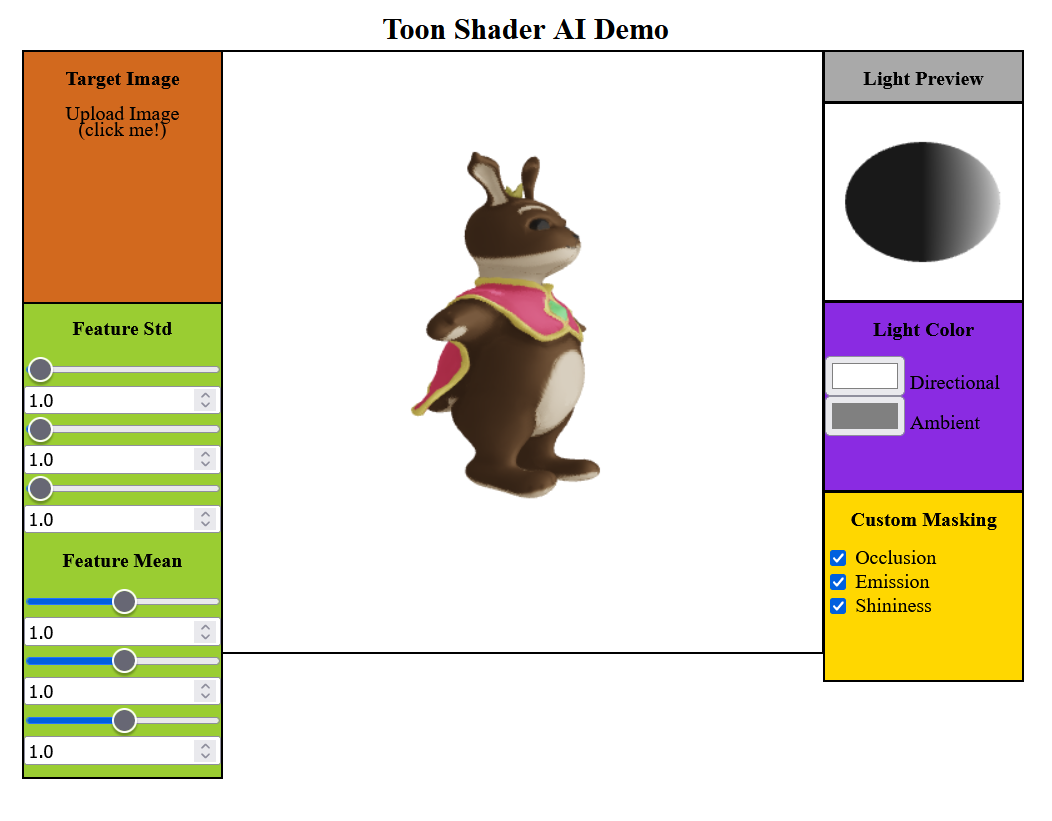 Toon Shader AI Demo
Target Image
Upload Image
(click me!)
Feature Std
1.0
1.0
1.0
Feature Mean
1.0
1.0
1.0
Light Preview
Light Color
Directional
Ambient
Custom Masking
Occlusion
Emission
Shininess